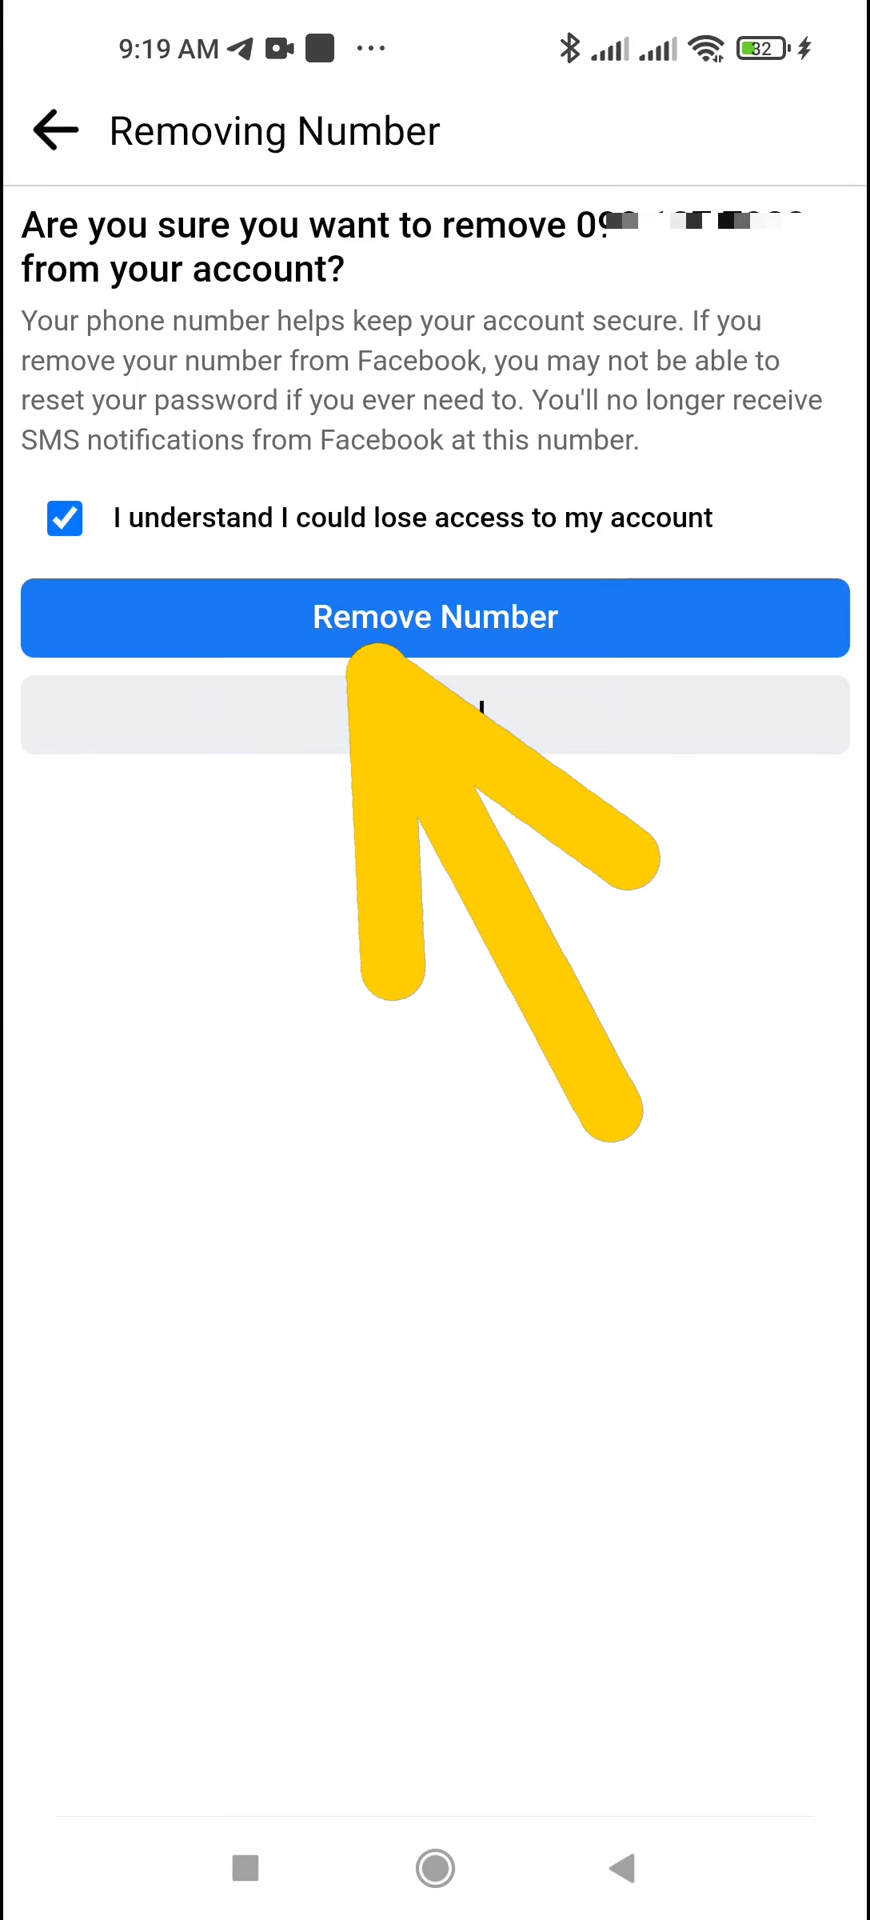 9:19 AM
32
Removing Number
Are you sure you want to remove
from your account?
Your phone number helps keep your account secure. If you
remove your number from Facebook, you may not be able to
reset your password if you ever need to. You'll no longer receive
SMS notifications from Facebook at this number.
I understand I could lose access to my account
Remove Number